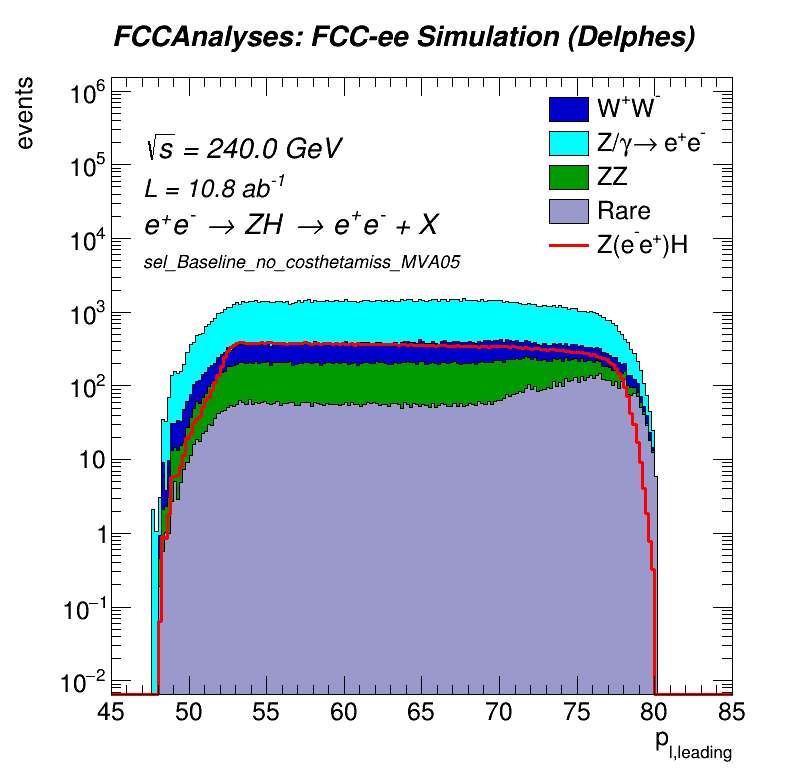 FCCAnalyses: FCC-ee Simulation (Delphes)
events
10⁶
10⁵
10⁴
10³
10²
10
1
10⁻¹
10⁻²
√s = 240.0 GeV
L = 10.8 ab⁻¹
e⁺e⁻ → ZH → e⁺e⁻ + X
sel_Baseline_no_costhetamiss_MVA05
W⁺W⁻
Z/γ→ e⁺e⁻
ZZ
Rare
Z(e⁻e⁺)H
45 50 55 60 65 70 75 80 85
p_l,leading